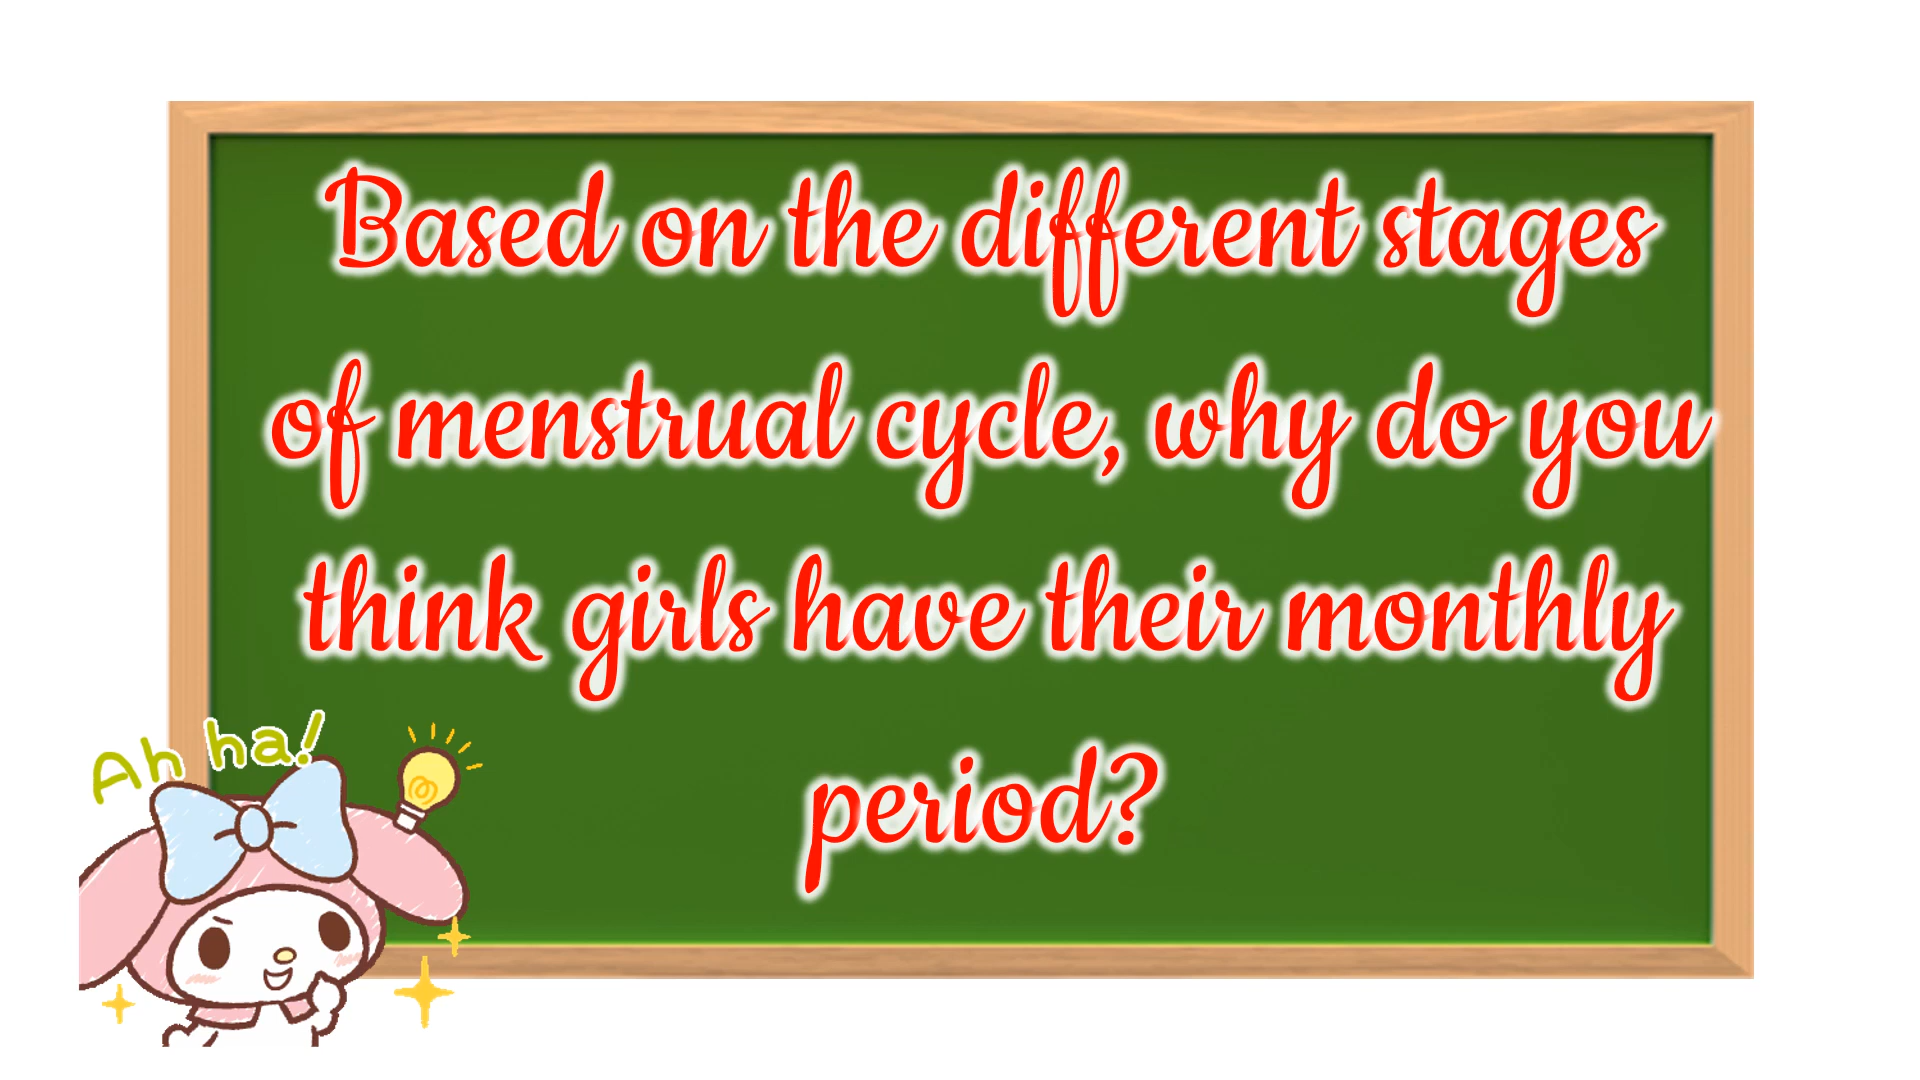 Based on the different stages
of menstrual cycle, why do you
think girls have their monthly
period?
Ah ha!